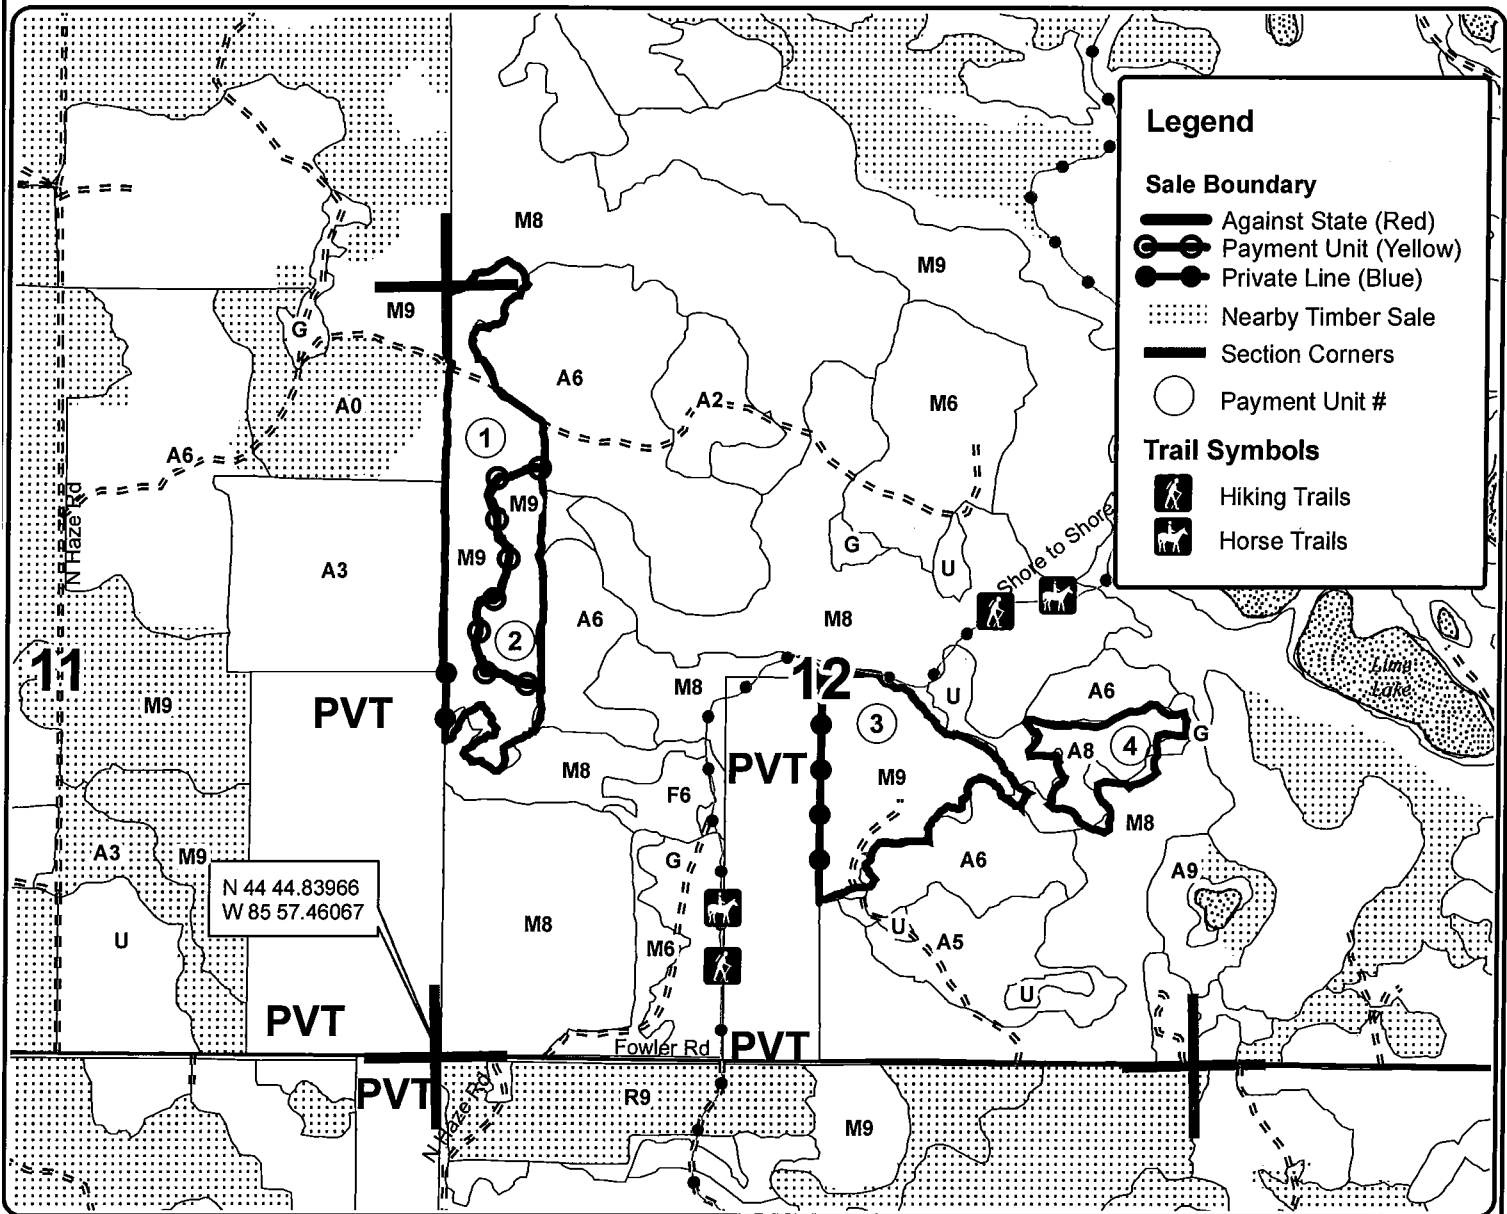 Legend
Sale Boundary
Against State (Red)
Payment Unit (Yellow)
Private Line (Blue)
Nearby Timber Sale
Section Corners
Payment Unit #
Trail Symbols
Hiking Trails
Horse Trails
M8
M9
M9
G
A6
A2
M6
A0
1
A6
N Haze Rd
M9
Shore to Shore
G
M9
U
A3
A6
M8
2
11
12
Lime
Lake
M8
A6
U
M9
PVT
3
G
4
A8
PVT
M8
M9
F6
M8
A3
M9
G
A6
A9
N 44 44.83966
W 85 57.46067
M8
U
M6
U
A5
U
PVT
Fowler Rd
PVT
PVT
N Haze Rd
R9
M9